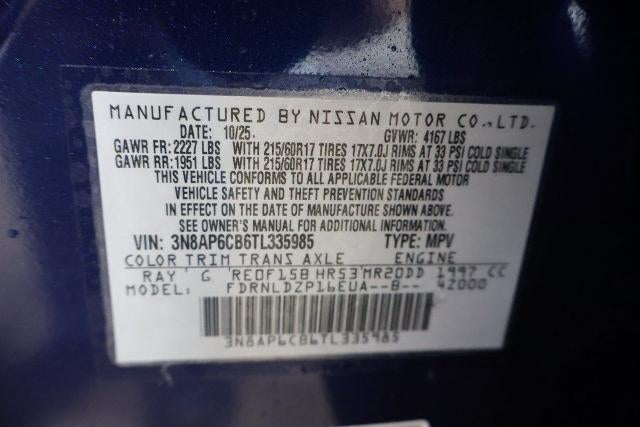 MANUFACTURED BY NISSAN MOTOR CO.,LTD.
DATE: 10/25. GVWR: 4167 LBS
GAWR FR: 2227 LBS WITH 215/60R17 TIRES 17X7.0J RIMS AT 33 PSI COLD SINGLE
GAWR RR: 1951 LBS WITH 215/60R17 TIRES 17X7.0J RIMS AT 33 PSI COLD SINGLE
THIS VEHICLE CONFORMS TO ALL APPLICABLE FEDERAL MOTOR
VEHICLE SAFETY AND THEFT PREVENTION STANDARDS
IN EFFECT ON THE DATE OF MANUFACTURE SHOWN ABOVE.
SEE OWNER'S MANUAL FOR ADDITIONAL INFORMATION.
VIN: 3N8AP6CB6TL335985 TYPE: MPV
COLOR TRIM TRANS AXLE ENGINE
RAY' G 'RE0F15B HR53'MR20DD 1997 CC
MODEL: FDRNLDZP16EUA--B-- 42000
3N8AP6CB6TL335985